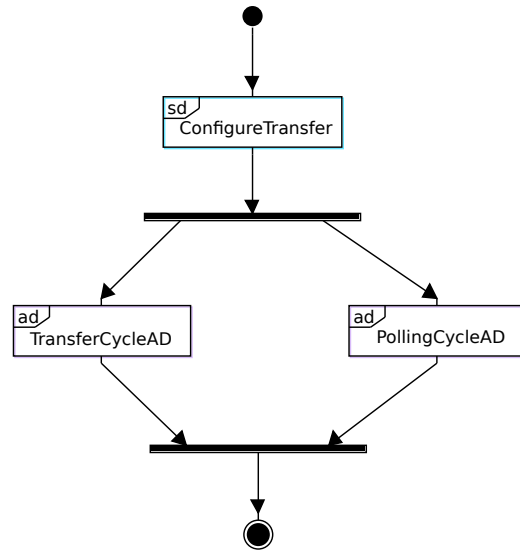 sd
ConfigureTransfer
ad
TransferCycleAD
ad
PollingCycleAD